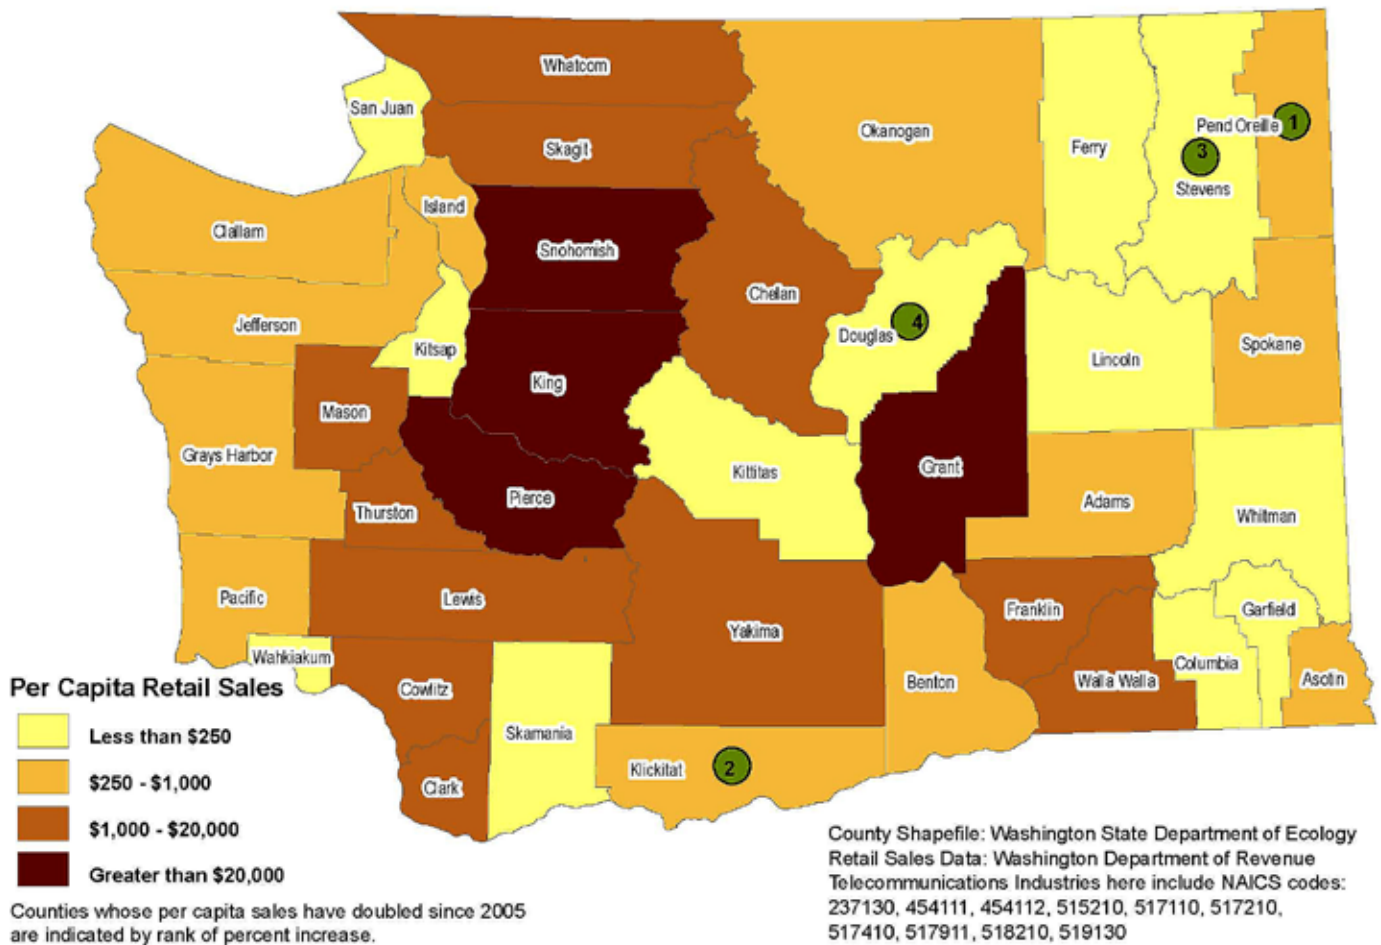 Whatcom
San Juan
Okanogan
Pend Oreille 1
Skagit
Ferry
3
Stevens
Island
Clallam
Snohomish
Chelan
Jefferson
Douglas 4
Kitsap
Spokane
Lincoln
King
Mason
Grays Harbor
Kittitas
Grant
Pierce
Adams
Thurston
Whitman
Pacific
Lewis
Franklin
Garfield
Yakima
Wahkiakum
Columbia
Per Capita Retail Sales
Cowlitz
Benton
Walla Walla
Asotin
Less than $250
Skamania
Klickitat 2
$250 - $1,000
Clark
$1,000 - $20,000
Greater than $20,000
Counties whose per capita sales have doubled since 2005
are indicated by rank of percent increase.
County Shapefile: Washington State Department of Ecology
Retail Sales Data: Washington Department of Revenue
Telecommunications Industries here include NAICS codes:
237130, 454111, 454112, 515210, 517110, 517210,
517410, 517911, 518210, 519130